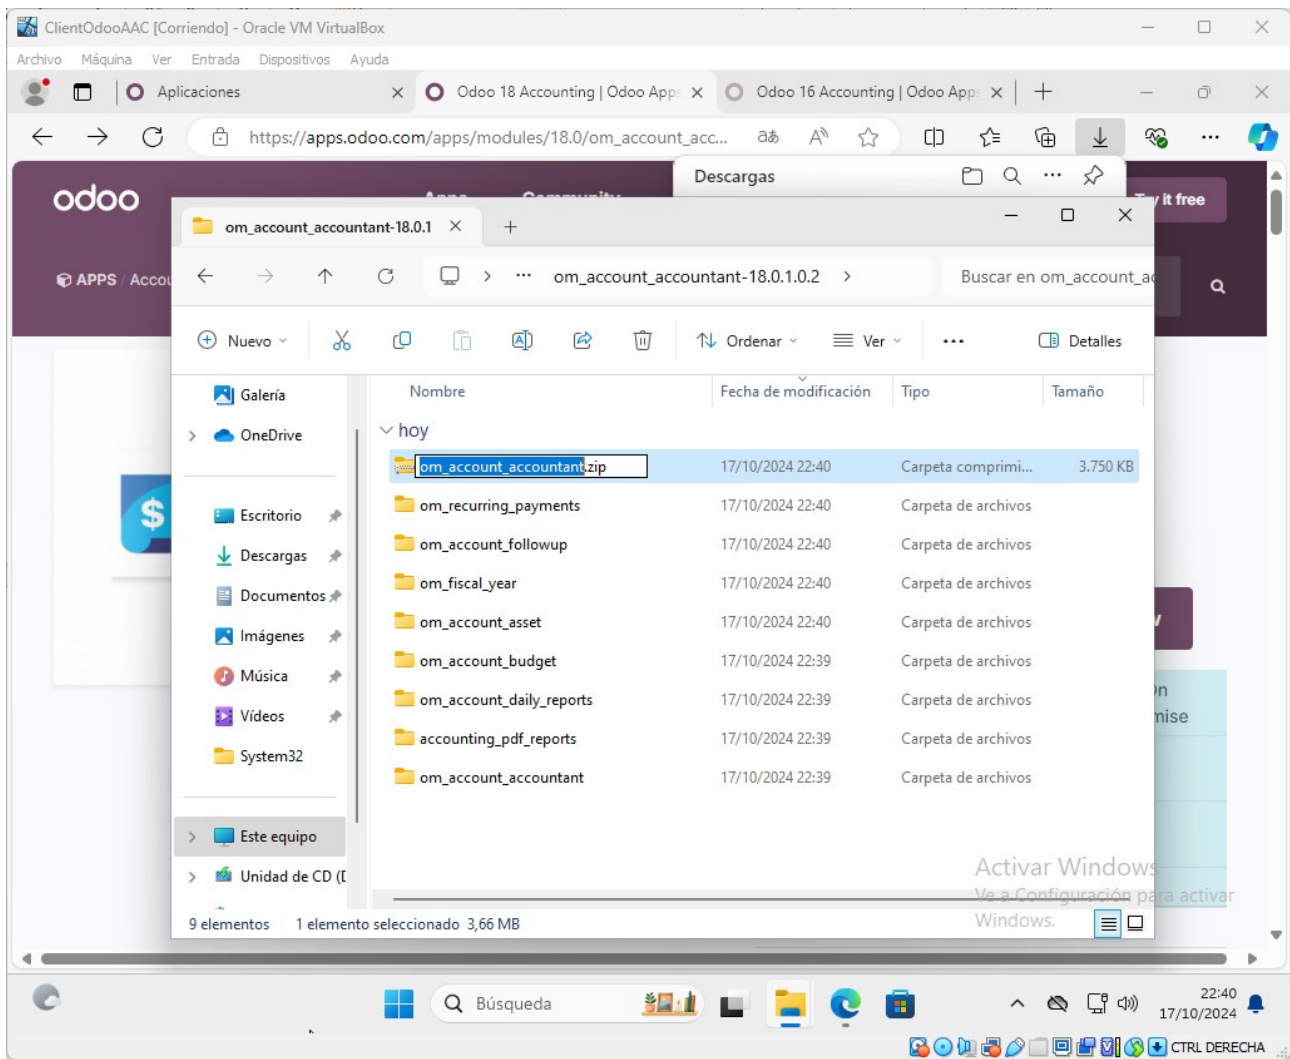 ClientOdooAAC [Corriendo] - Oracle VM VirtualBox
Archivo Máquina Ver Entrada Dispositivos Ayuda
Aplicaciones
Odoo 18 Accounting | Odoo Apps
Odoo 16 Accounting | Odoo Apps
https://apps.odoo.com/apps/modules/18.0/om_account_acc...
Descargas
odoo
Apps
Community
Try it free
APPS / Accou
om_account_accountant-18.0.1
om_account_accountant-18.0.1.0.2
Buscar en om_account_ac
Nuevo
Ordenar
Ver
Detalles
Nombre Fecha de modificación Tipo Tamaño
hoy
om_account_accountant.zip 17/10/2024 22:40 Carpeta comprimi... 3.750 KB
om_recurring_payments 17/10/2024 22:40 Carpeta de archivos
om_account_followup 17/10/2024 22:40 Carpeta de archivos
om_fiscal_year 17/10/2024 22:40 Carpeta de archivos
om_account_asset 17/10/2024 22:40 Carpeta de archivos
om_account_budget 17/10/2024 22:39 Carpeta de archivos
om_account_daily_reports 17/10/2024 22:39 Carpeta de archivos
accounting_pdf_reports 17/10/2024 22:39 Carpeta de archivos
om_account_accountant 17/10/2024 22:39 Carpeta de archivos
Galería
OneDrive
Escritorio
Descargas
Documentos
Imágenes
Música
Vídeos
System32
Este equipo
Unidad de CD (D
On
mise
Activar Windows
Ve a Configuración para activar
Windows.
9 elementos 1 elemento seleccionado 3,66 MB
Búsqueda
22:40
17/10/2024
CTRL DERECHA